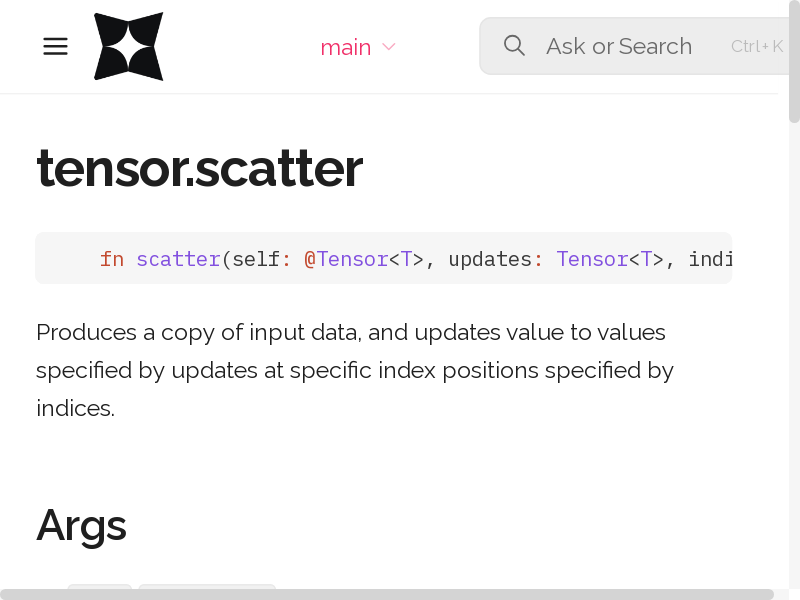 main
Ask or Search
Ctrl+K
tensor.scatter
fn scatter(self: @Tensor<T>, updates: Tensor<T>, indi
Produces a copy of input data, and updates value to values
specified by updates at specific index positions specified by
indices.
Args